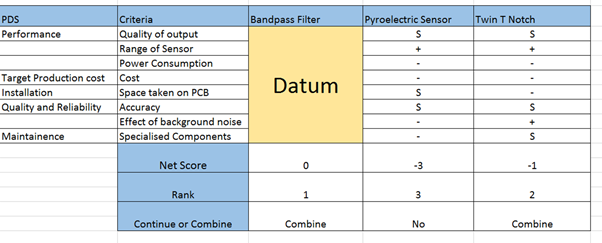 PDS Criteria Bandpass Filter Pyroelectric Sensor Twin T Notch
Performance Quality of output S S
Range of Sensor + +
Power Consumption - -
Target Production cost Cost - -
Installation Space taken on PCB S -
Quality and Reliability Accuracy S S
Effect of background noise - +
Maintainence Specialised Components - S
Datum
Net Score 0 -3 -1
Rank 1 3 2
Continue or Combine Combine No Combine